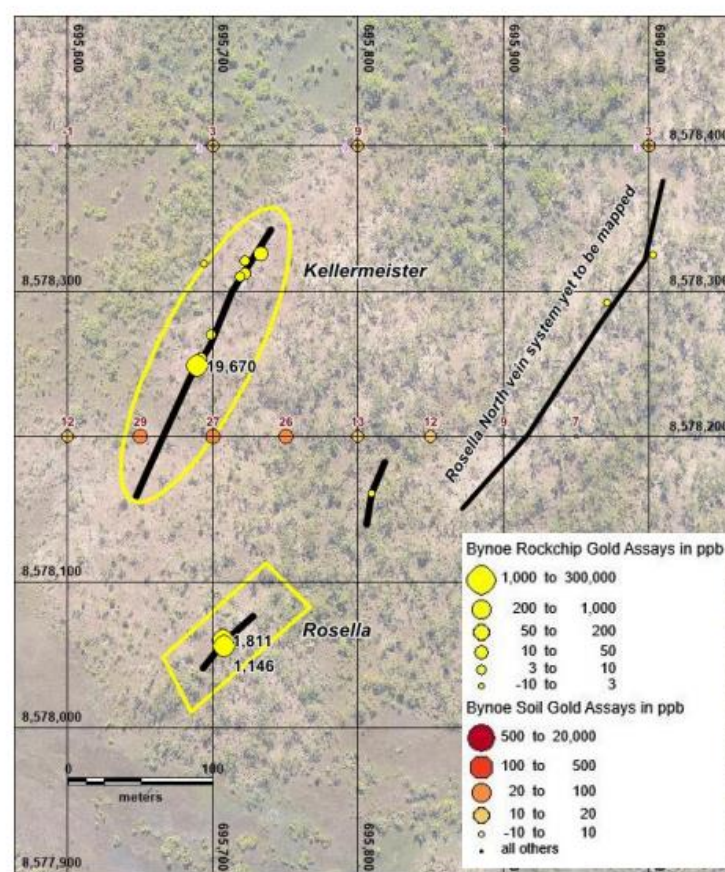 695,600
695,700
695,800
695,900
696,000
-1
3
9
1
3
8,578,400
Kellermeister
8,578,300
8,578,300
Rosella North vein system yet to be mapped
19,670
12
29
27
26
13
12
9
7
8,578,200
8,578,100
8,578,100
Rosella
1,811
1,146
8,578,000
0
100
meters
695,700
695,800
8,577,900
Bynoe Rockchip Gold Assays in ppb
1,000 to 300,000
200 to 1,000
50 to 200
10 to 50
3 to 10
-10 to 3
Bynoe Soil Gold Assays in ppb
500 to 20,000
100 to 500
20 to 100
10 to 20
-10 to 10
all others